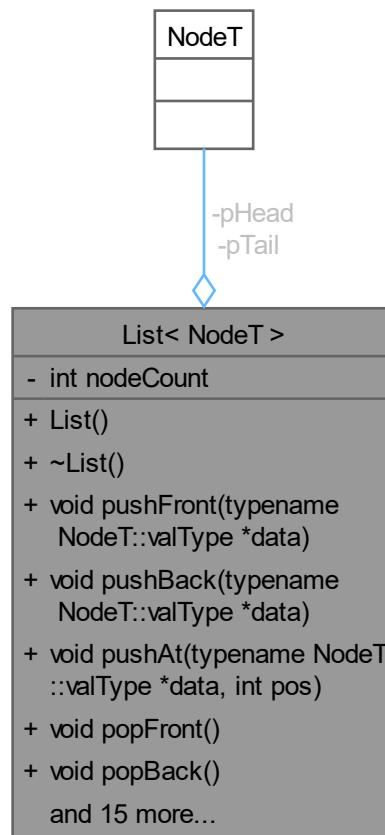 NodeT
-pHead
-pTail
List< NodeT >
- int nodeCount
+ List()
+ ~List()
+ void pushFront(typename
NodeT::valType *data)
+ void pushBack(typename
NodeT::valType *data)
+ void pushAt(typename NodeT
::valType *data, int pos)
+ void popFront()
+ void popBack()
and 15 more...